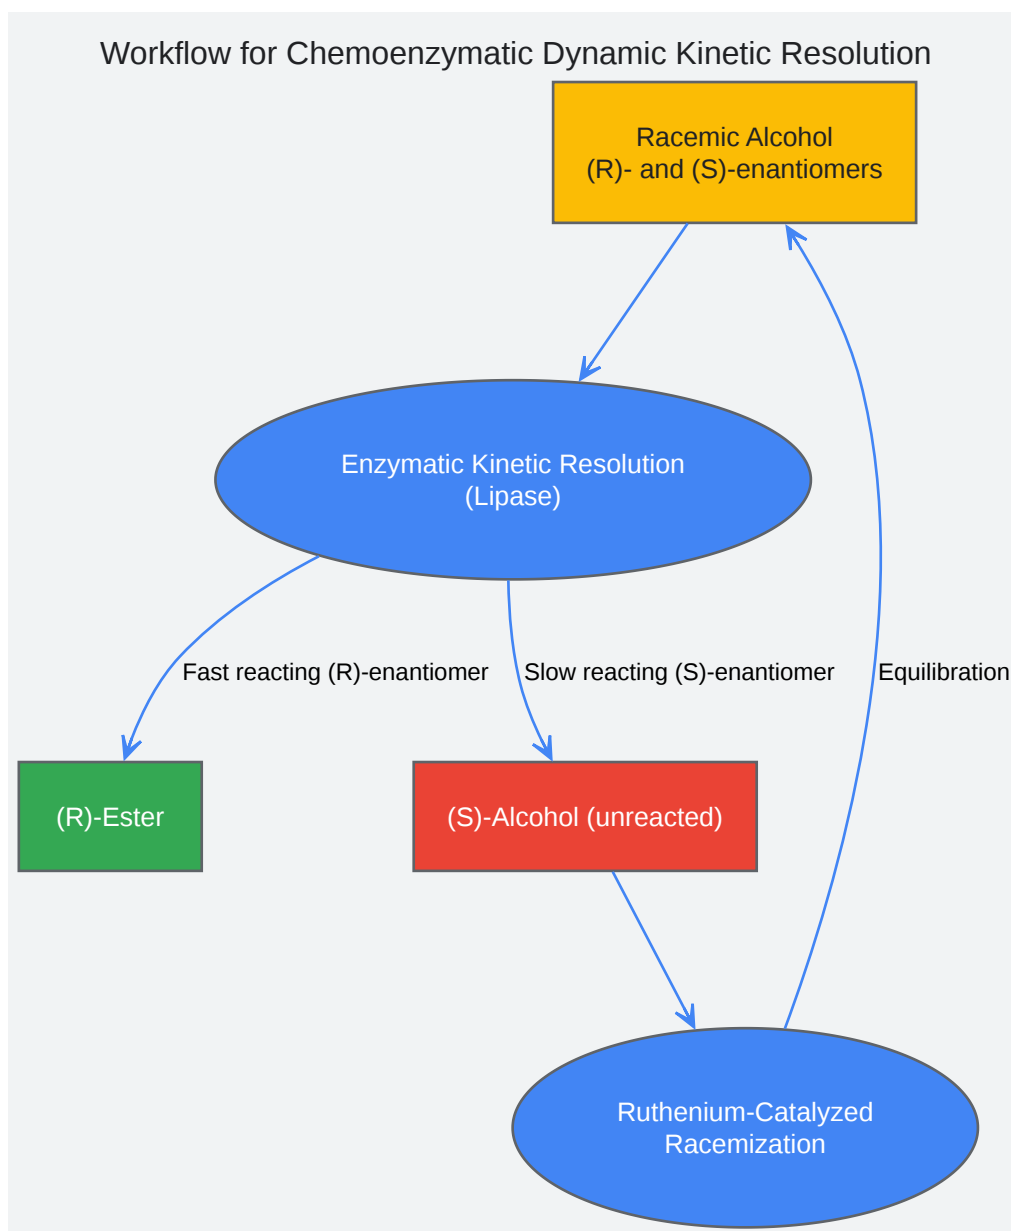 Workflow for Chemoenzymatic Dynamic Kinetic Resolution
Racemic Alcohol
(R)- and (S)-enantiomers
Enzymatic Kinetic Resolution
(Lipase)
Fast reacting (R)-enantiomer
Slow reacting (S)-enantiomer
Equilibration
(R)-Ester
(S)-Alcohol (unreacted)
Ruthenium-Catalyzed
Racemization